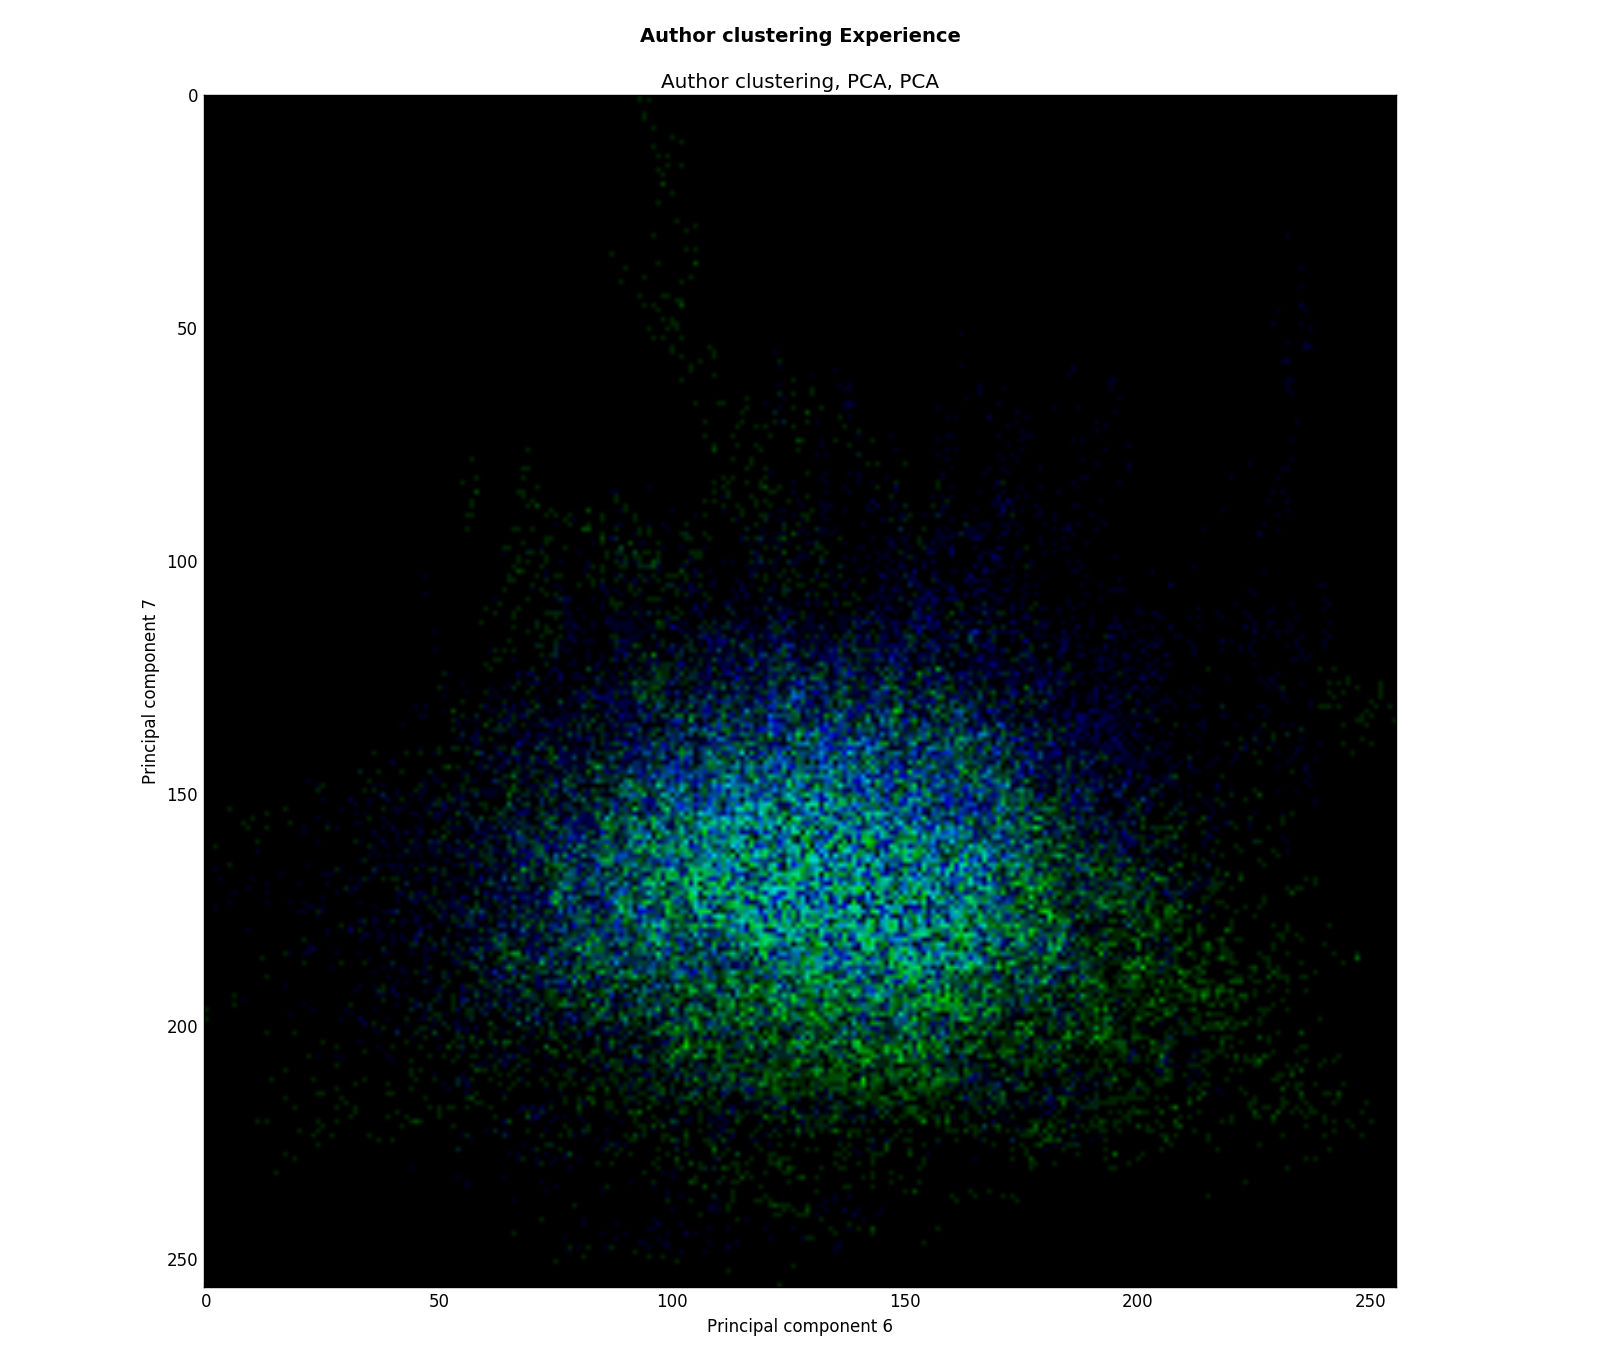 Author clustering Experience
Author clustering, PCA, PCA
0
50
100
150
200
250
Principal component 7
0 50 100 150 200 250
Principal component 6